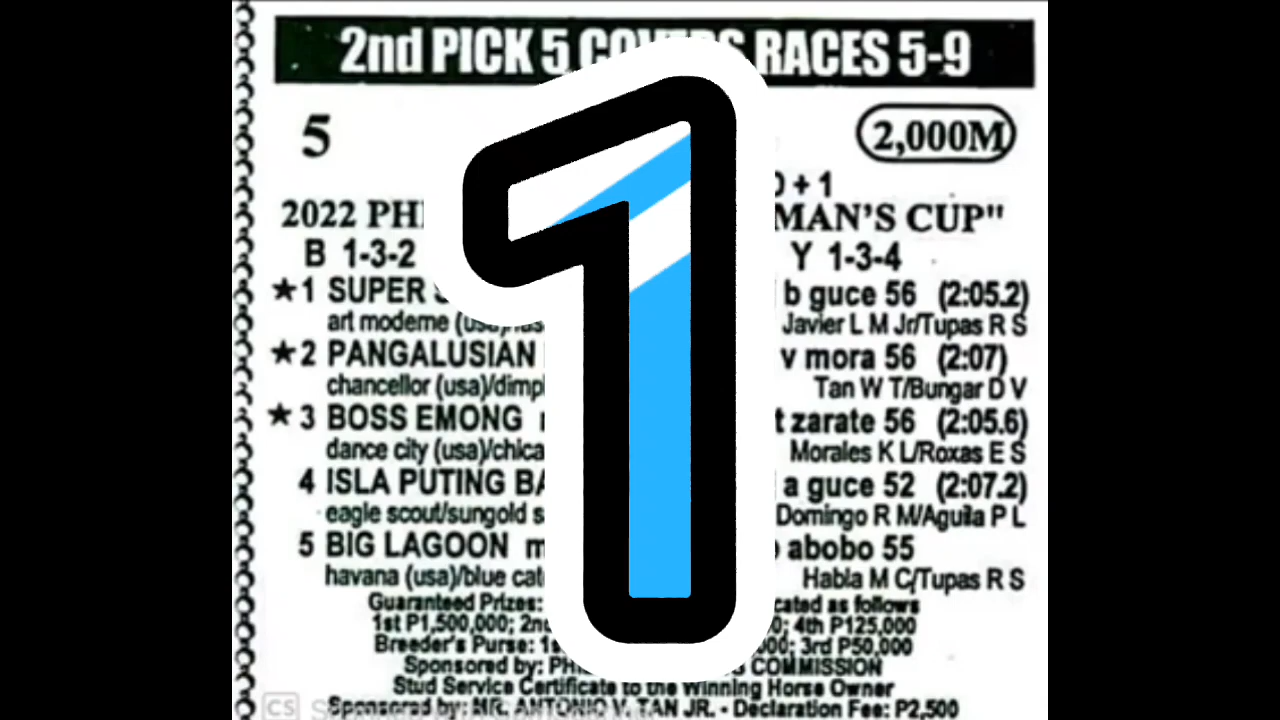 2nd PICK 5 COVERS RACES 5-9
5 2,000M
+ 1
2022 MAN'S CUP"
B 1-3-2 Y 1-3-4
★1 SUPER b guce 56 (2:05.2)
art moderne (usa) Javier L M Jr/Tupas R S
★2 PANGALUSIAN v mora 56 (2:07)
chancellor (usa)/ Tan W T/Bungar D V
★3 BOSS EMONG zarate 56 (2:05.6)
dance city (usa)/ Morales K L/Roxas E S
4 ISLA PUTING a guce 52 (2:07.2)
eagle scout/sungold Domingo R M/Aguila P L
5 BIG LAGOON abobo 55
havana (usa)/blue Habla M C/Tupas R S
Guaranteed Prizes: as follows
1st P1,500,000; 4th P125,000
Breeder's Purse: 3rd P50,000
Sponsored by: COMMISSION
Stud Service Certificate to the Winning Horse Owner
Sponsored by: MR. ANTONIO V. TAN JR. - Declaration Fee: P2,500
CS
1